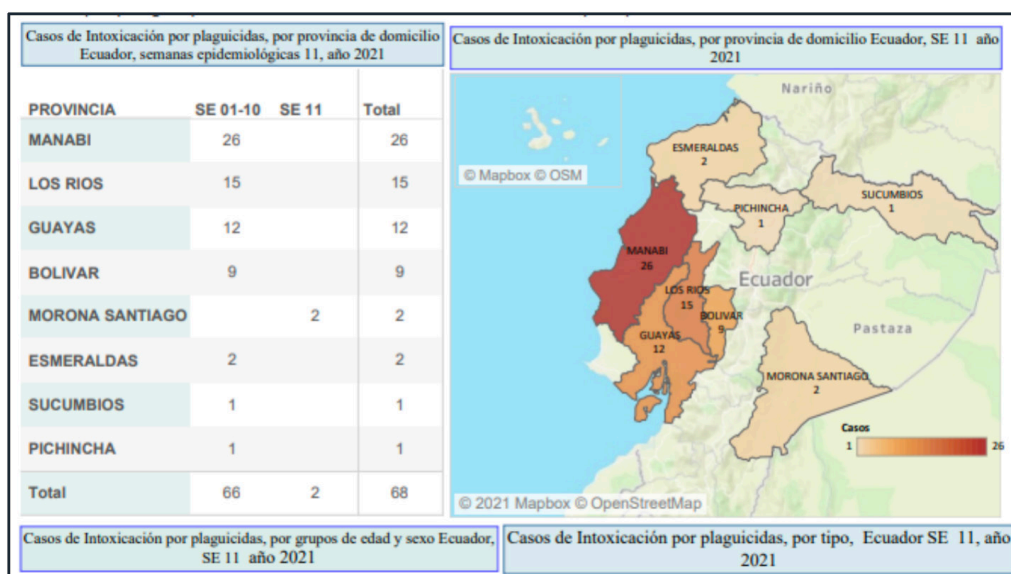 Casos de Intoxicación por plaguicidas, por provincia de domicilio
Ecuador, semanas epidemiológicas 11, año 2021
Casos de Intoxicación por plaguicidas, por provincia de domicilio Ecuador, SE 11 año
2021
PROVINCIA SE 01-10 SE 11 Total
MANABI 26 26
LOS RIOS 15 15
GUAYAS 12 12
BOLIVAR 9 9
MORONA SANTIAGO 2 2
ESMERALDAS 2 2
SUCUMBIOS 1 1
PICHINCHA 1 1
Total 66 2 68
Nariño
© Mapbox © OSM
ESMERALDAS
2
SUCUMBIOS
1
PICHINCHA
1
MANABI
26
Ecuador
LOS RIOS
15
BOLIVAR
9
GUAYAS
12
Pastaza
MORONA SANTIAGO
2
Casos
1 26
© 2021 Mapbox © OpenStreetMap
Casos de Intoxicación por plaguicidas, por grupos de edad y sexo Ecuador,
SE 11 año 2021
Casos de Intoxicación por plaguicidas, por tipo, Ecuador SE 11, año
2021